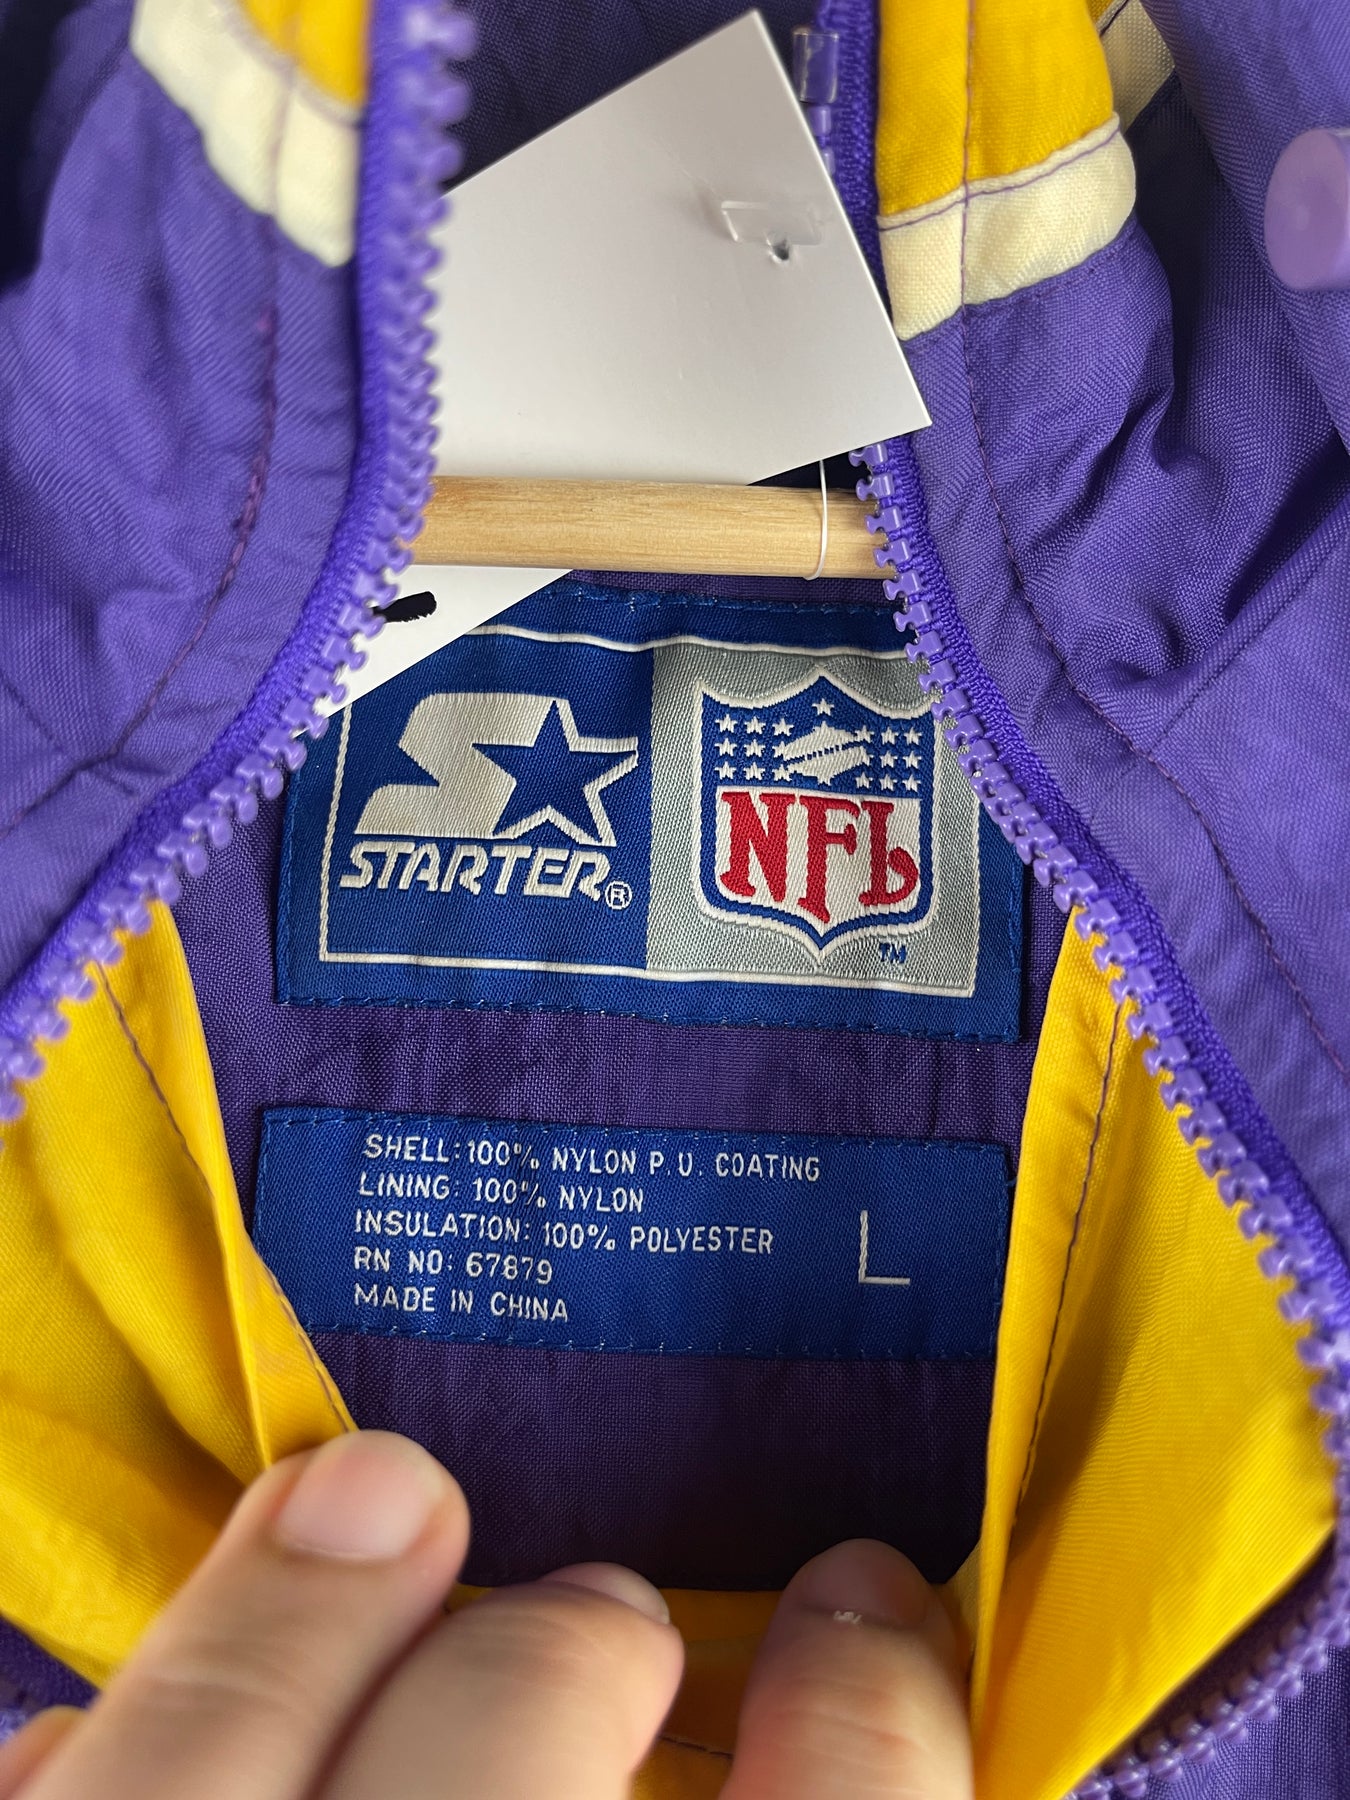 STARTER®
NFL
TM
SHELL: 100% NYLON P.U. COATING
LINING: 100% NYLON
INSULATION: 100% POLYESTER
RN NO: 67879
MADE IN CHINA
L